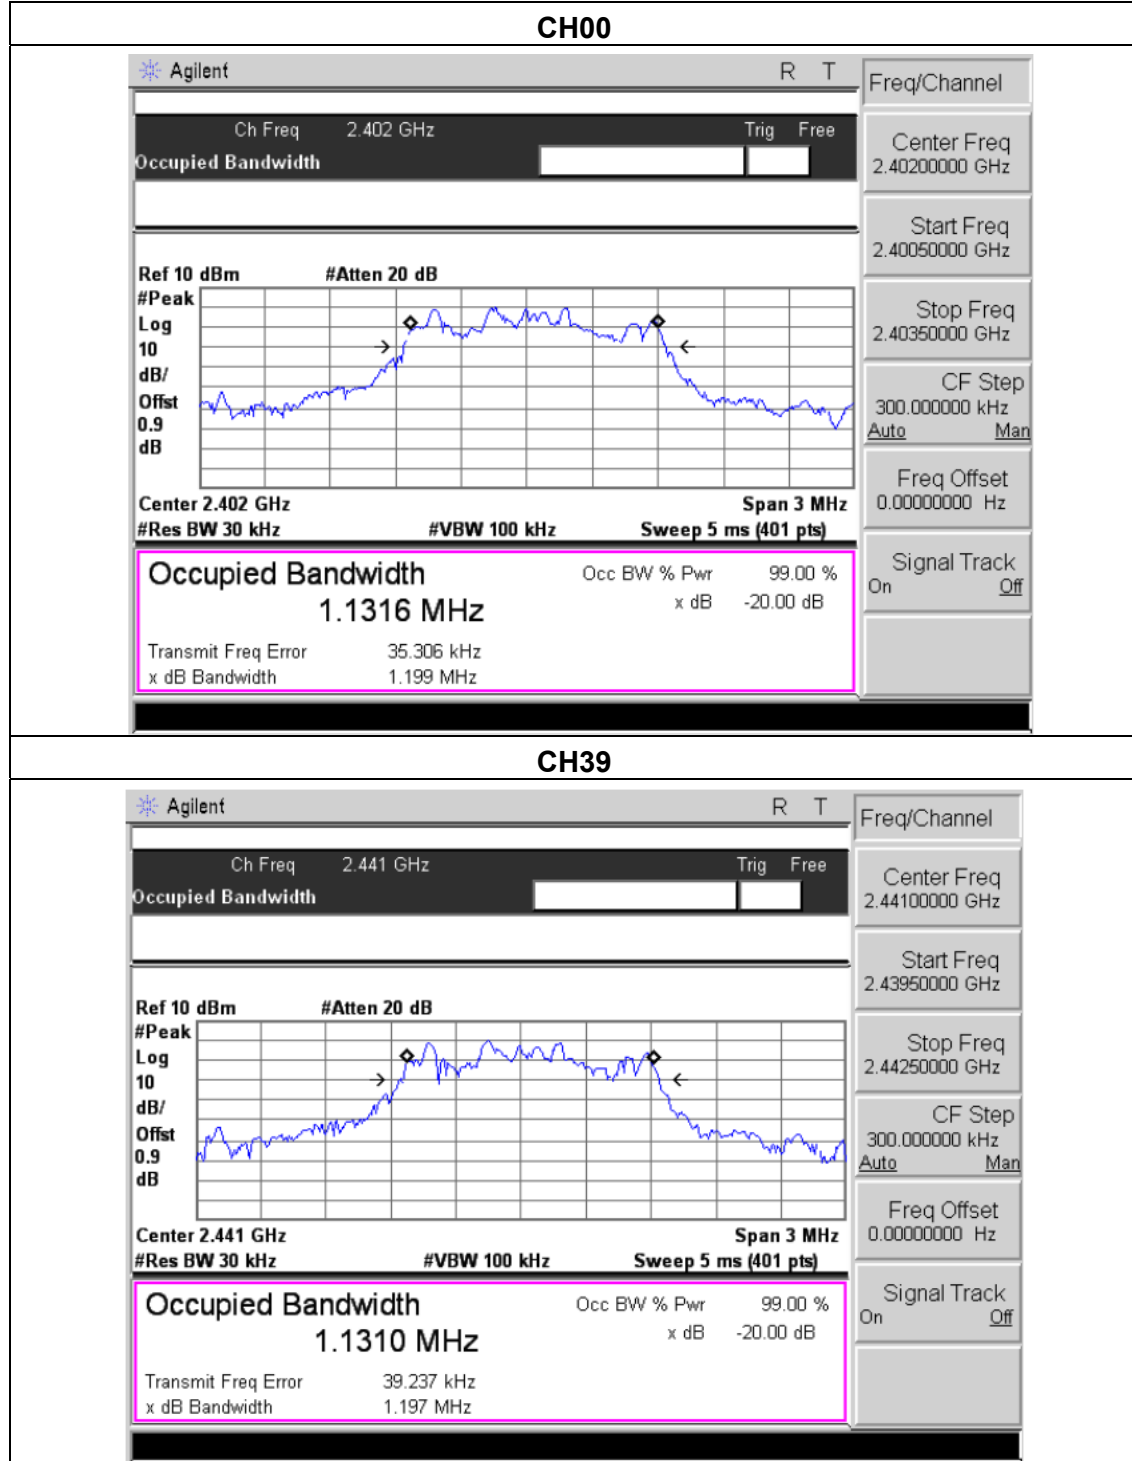 CH00
Agilent R T
Freq/Channel
Ch Freq 2.402 GHz Trig Free
Occupied Bandwidth
Center Freq
2.40200000 GHz
Start Freq
2.40050000 GHz
Stop Freq
2.40350000 GHz
CF Step
300.000000 kHz
Auto Man
Freq Offset
0.00000000 Hz
Signal Track
On Off
Ref 10 dBm #Atten 20 dB
#Peak
Log
10
dB/
Offst
0.9
dB
Center 2.402 GHz Span 3 MHz
#Res BW 30 kHz #VBW 100 kHz Sweep 5 ms (401 pts)
Occupied Bandwidth Occ BW % Pwr 99.00 %
1.1316 MHz x dB -20.00 dB
Transmit Freq Error 35.306 kHz
x dB Bandwidth 1.199 MHz
CH39
Agilent R T
Freq/Channel
Ch Freq 2.441 GHz Trig Free
Occupied Bandwidth
Center Freq
2.44100000 GHz
Start Freq
2.43950000 GHz
Stop Freq
2.44250000 GHz
CF Step
300.000000 kHz
Auto Man
Freq Offset
0.00000000 Hz
Signal Track
On Off
Ref 10 dBm #Atten 20 dB
#Peak
Log
10
dB/
Offst
0.9
dB
Center 2.441 GHz Span 3 MHz
#Res BW 30 kHz #VBW 100 kHz Sweep 5 ms (401 pts)
Occupied Bandwidth Occ BW % Pwr 99.00 %
1.1310 MHz x dB -20.00 dB
Transmit Freq Error 39.237 kHz
x dB Bandwidth 1.197 MHz